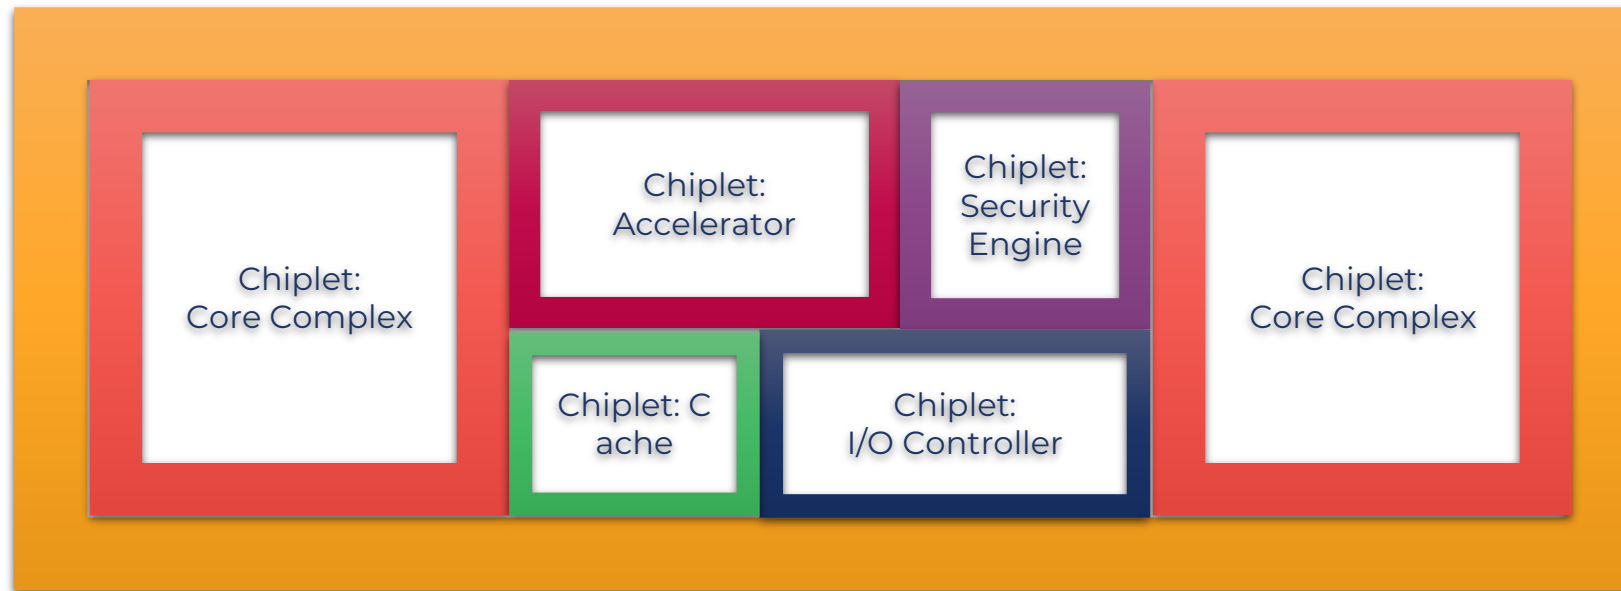 Chiplet:
Core Complex
Chiplet:
Accelerator
Chiplet:
Security
Engine
Chiplet: C
ache
Chiplet:
I/O Controller
Chiplet:
Core Complex